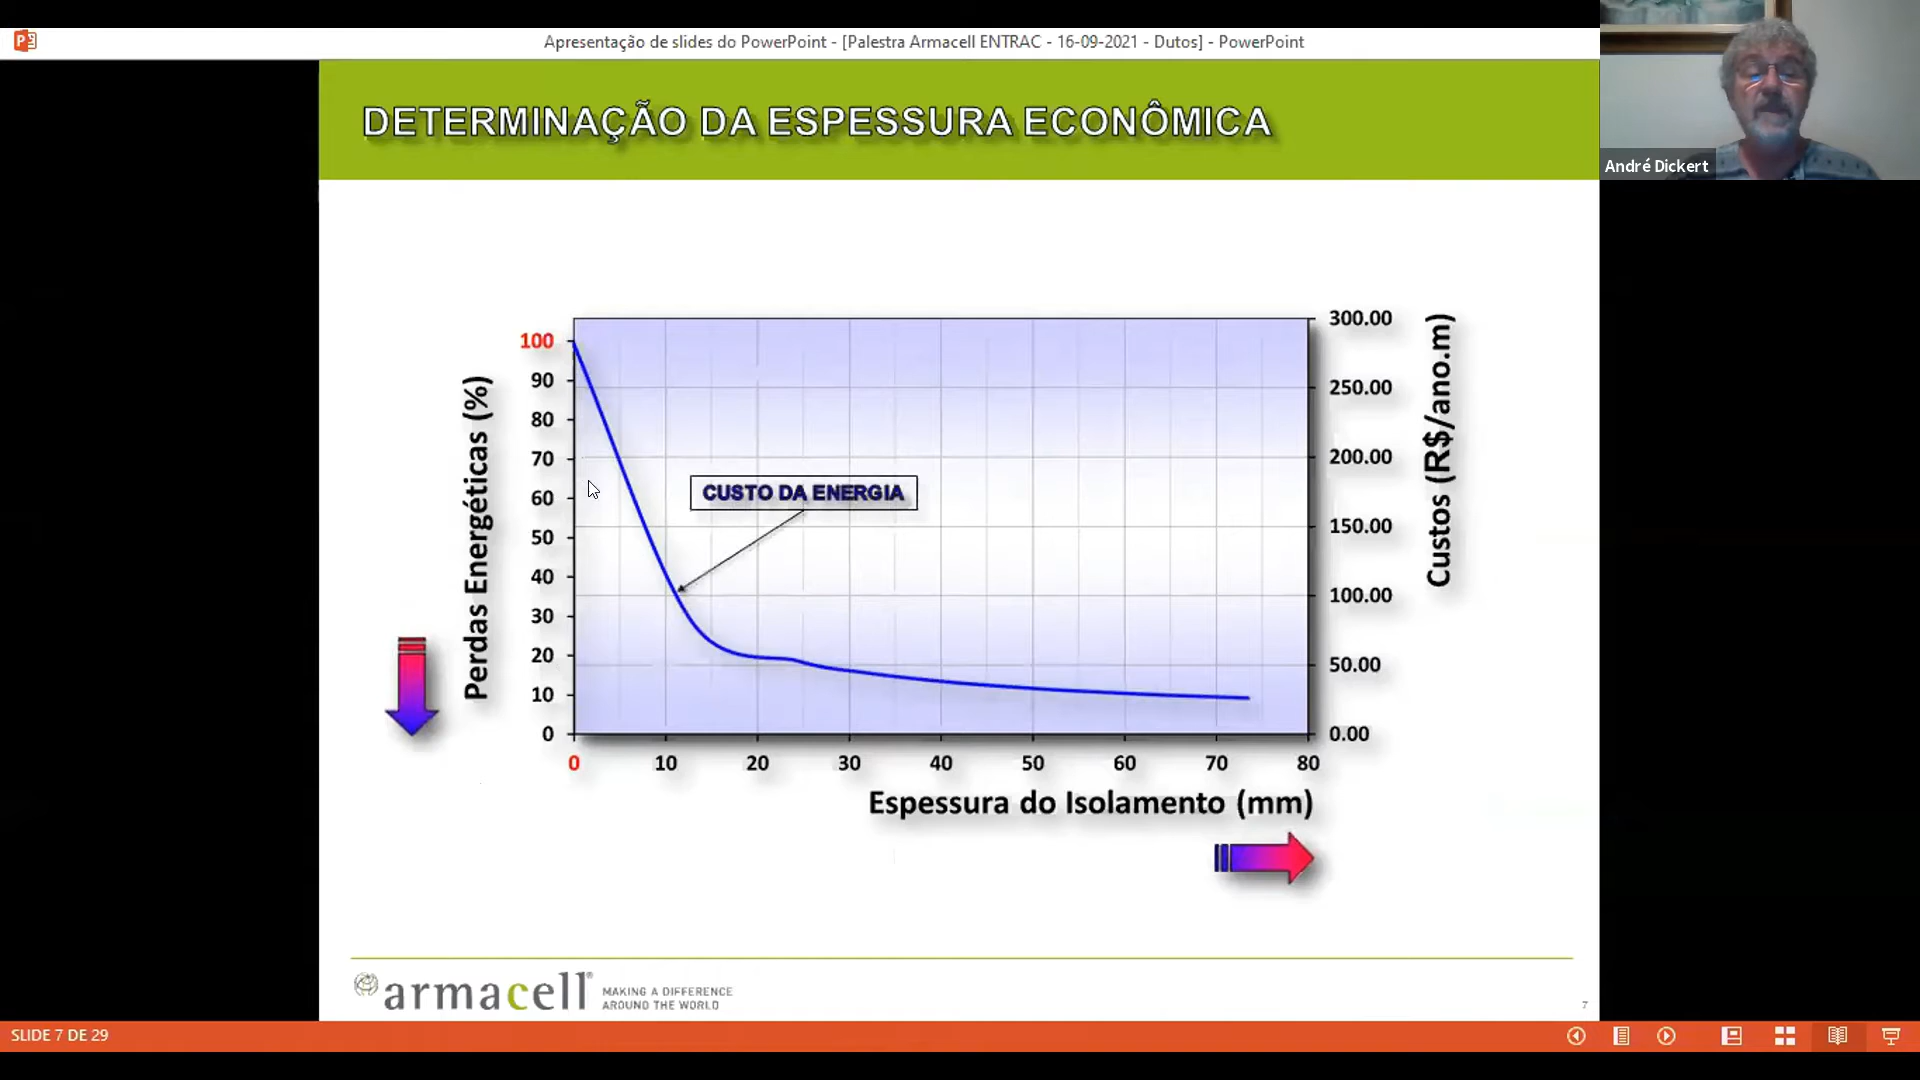 Apresentação de slides do PowerPoint - [Palestra Armacell ENTRAC - 16-09-2021 - Dutos] - PowerPoint
DETERMINAÇÃO DA ESPESSURA ECONÔMICA
André Dickert
Perdas Energéticas (%)
100
90
80
70
60
50
40
30
20
10
0
CUSTO DA ENERGIA
300.00
250.00
200.00
150.00
100.00
50.00
0.00
Custos (R$/ano.m)
0 10 20 30 40 50 60 70 80
Espessura do Isolamento (mm)
armacell®
MAKING A DIFFERENCE
AROUND THE WORLD
7
SLIDE 7 DE 29